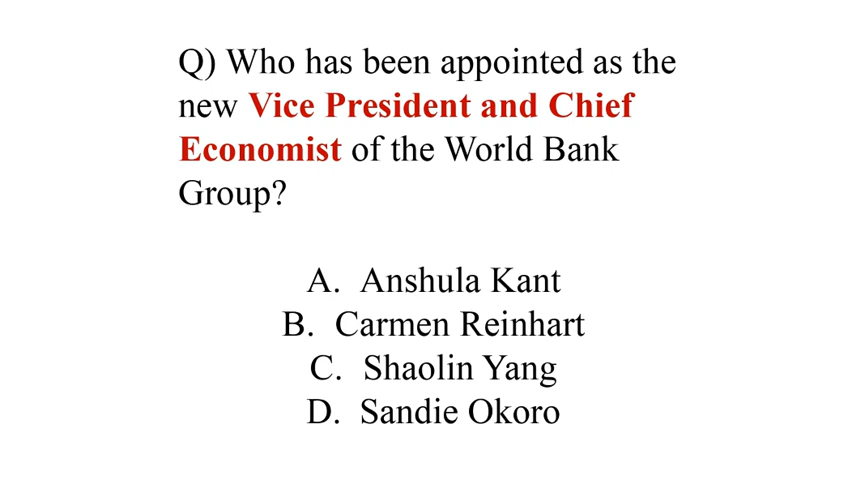 Q) Who has been appointed as the
new Vice President and Chief
Economist of the World Bank
Group?
A. Anshula Kant
B. Carmen Reinhart
C. Shaolin Yang
D. Sandie Okoro